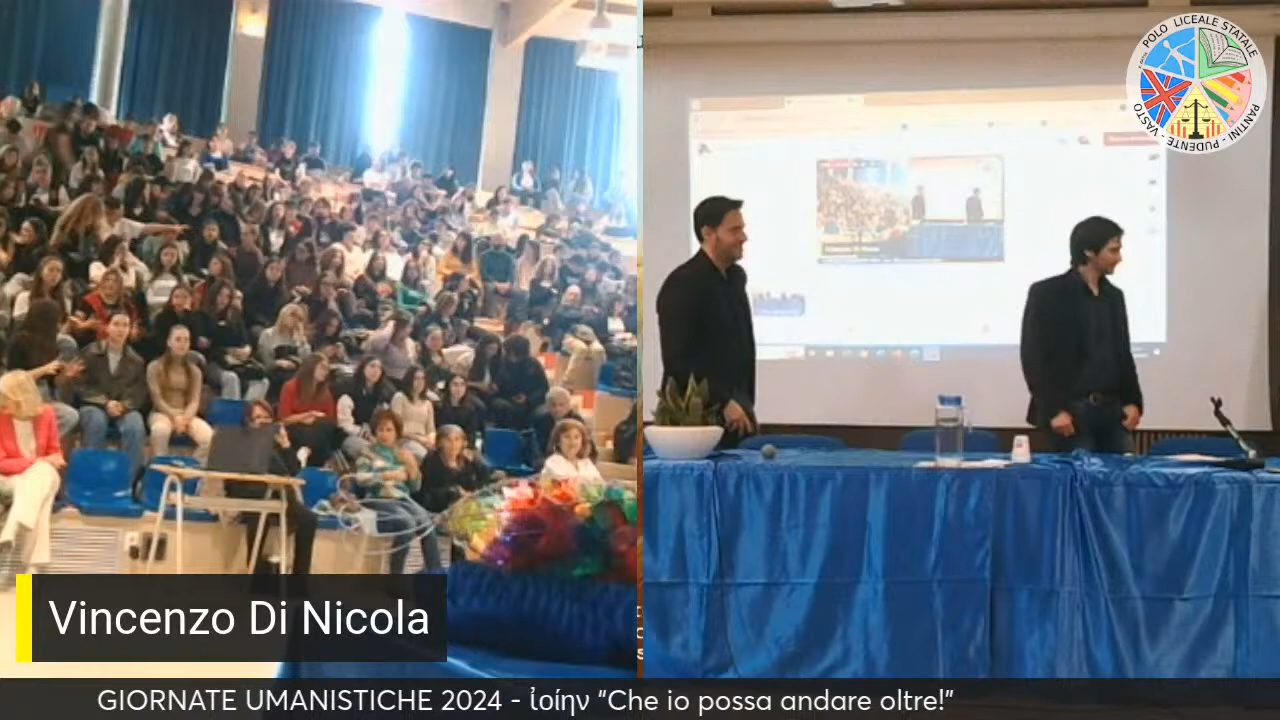 POLO LICEALE STATALE
PANTINI - PUDENTE - VASTO
Vincenzo Di Nicola
GIORNATE UMANISTICHE 2024 - ἰοίην “Che io possa andare oltre!”